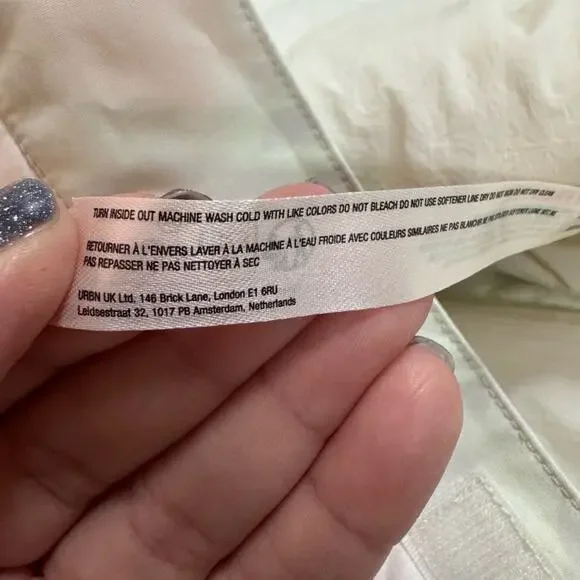 TURN INSIDE OUT MACHINE WASH COLD WITH LIKE COLORS DO NOT BLEACH DO NOT USE SOFTENER LINE DRY DO NOT IRON DO NOT DRY CLEAN
RETOURNER À L'ENVERS LAVER À LA MACHINE À L'EAU FROIDE AVEC COULEURS SIMILAIRES NE PAS BLANCHIR NE PAS
PAS REPASSER NE PAS NETTOYER À SEC
URBN UK Ltd, 146 Brick Lane, London E1 6RU
Leidsestraat 32, 1017 PB Amsterdam, Netherlands